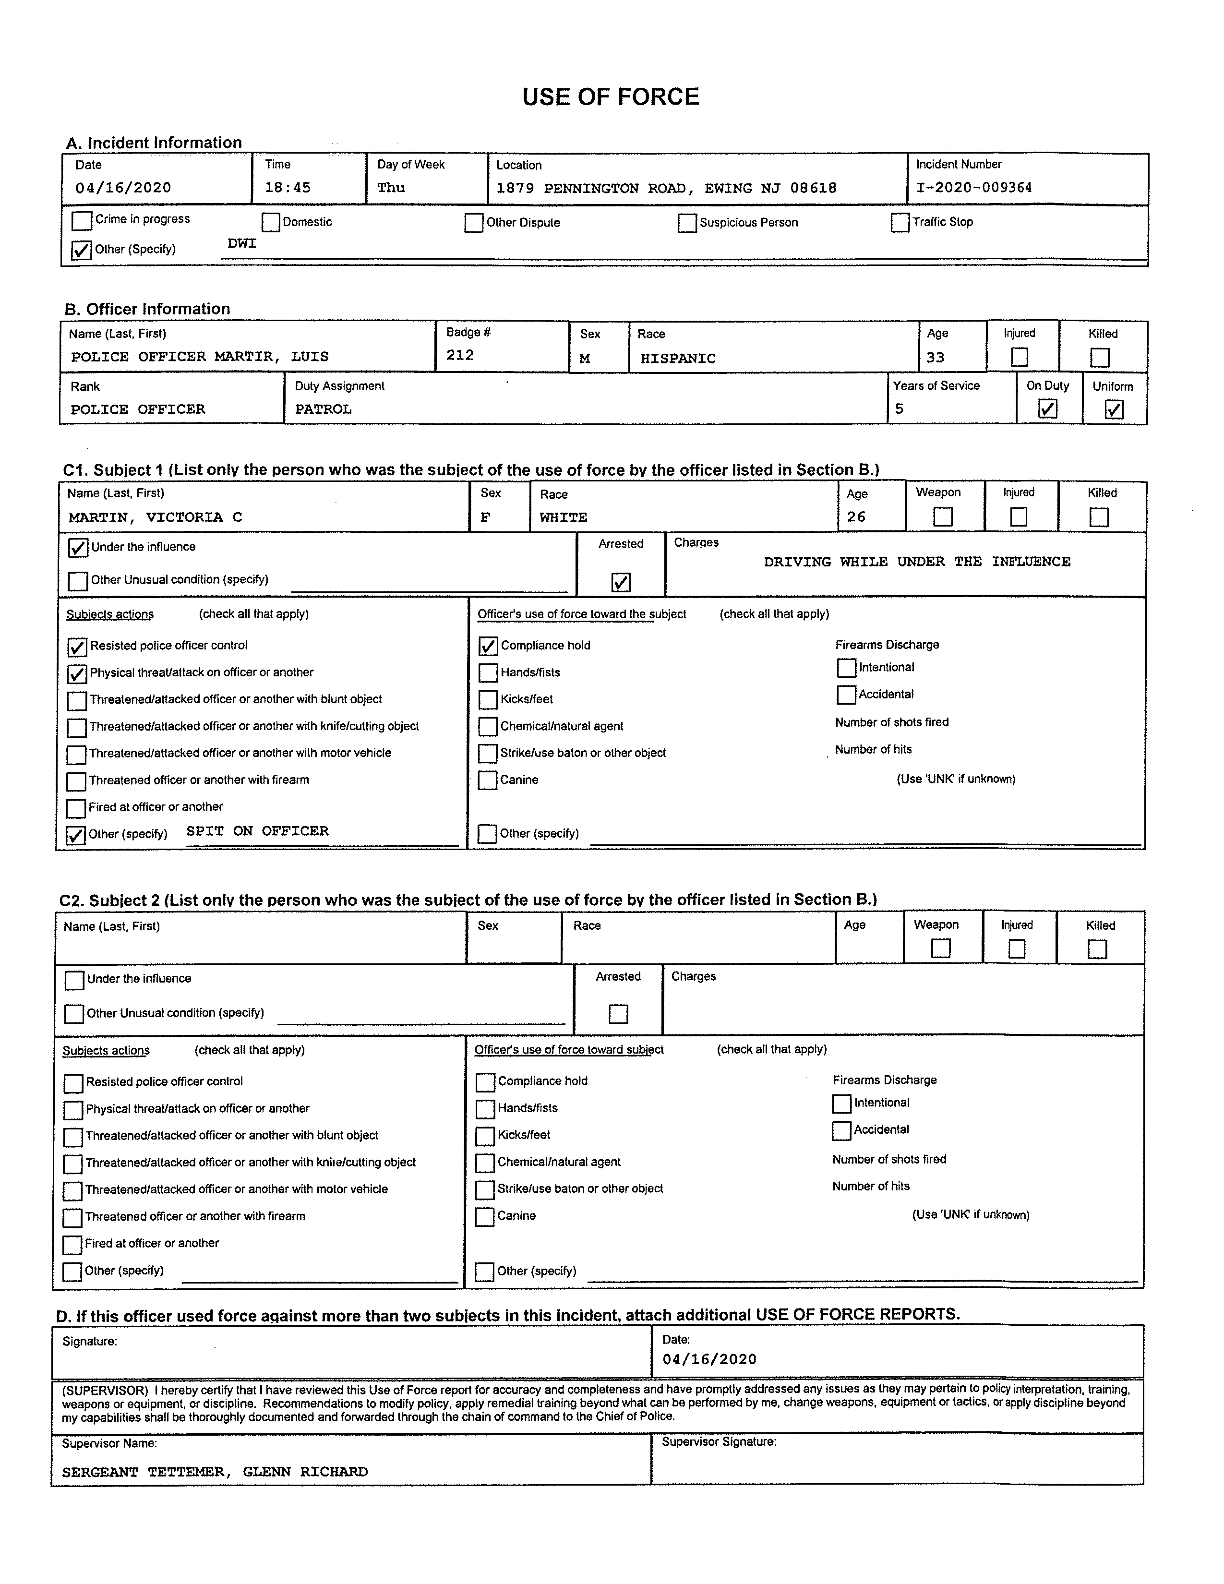 USE OF FORCE
A. Incident Information
Date Time Day of Week Location Incident Number
04/16/2020 18:45 Thu 1879 PENNINGTON ROAD, EWING NJ 08618 I-2020-009364
Crime in progress Domestic Other Dispute Suspicious Person Traffic Stop
Other (Specify) DWI
B. Officer Information
Name (Last, First) Badge # Sex Race Age Injured Killed
POLICE OFFICER MARTIR, LUIS 212 M HISPANIC 33
Rank Duty Assignment Years of Service On Duty Uniform
POLICE OFFICER PATROL 5
C1. Subject 1 (List only the person who was the subject of the use of force by the officer listed in Section B.)
Name (Last, First) Sex Race Age Weapon Injured Killed
MARTIN, VICTORIA C F WHITE 26
Under the influence Arrested Charges
DRIVING WHILE UNDER THE INFLUENCE
Other Unusual condition (specify)
Subjects actions (check all that apply) Officer's use of force toward the subject (check all that apply)
Resisted police officer control Compliance hold Firearms Discharge
Physical threat/attack on officer or another Hands/fists Intentional
Threatened/attacked officer or another with blunt object Kicks/feet Accidental
Threatened/attacked officer or another with knife/cutting object Chemical/natural agent Number of shots fired
Threatened/attacked officer or another with motor vehicle Strike/use baton or other object Number of hits
Threatened officer or another with firearm Canine (Use 'UNK' if unknown)
Fired at officer or another
Other (specify) SPIT ON OFFICER Other (specify)
C2. Subject 2 (List only the person who was the subject of the use of force by the officer listed in Section B.)
Name (Last, First) Sex Race Age Weapon Injured Killed
Under the influence Arrested Charges
Other Unusual condition (specify)
Subjects actions (check all that apply) Officer's use of force toward subject (check all that apply)
Resisted police officer control Compliance hold Firearms Discharge
Physical threat/attack on officer or another Hands/fists Intentional
Threatened/attacked officer or another with blunt object Kicks/feet Accidental
Threatened/attacked officer or another with knife/cutting object Chemical/natural agent Number of shots fired
Threatened/attacked officer or another with motor vehicle Strike/use baton or other object Number of hits
Threatened officer or another with firearm Canine (Use 'UNK' if unknown)
Fired at officer or another
Other (specify) Other (specify)
D. If this officer used force against more than two subjects in this incident, attach additional USE OF FORCE REPORTS.
Signature: Date:
04/16/2020
(SUPERVISOR) I hereby certify that I have reviewed this Use of Force report for accuracy and completeness and have promptly addressed any issues as they may pertain to policy interpretation, training,
weapons or equipment, or discipline. Recommendations to modify policy, apply remedial training beyond what can be performed by me, change weapons, equipment or tactics, or apply discipline beyond
my capabilities shall be thoroughly documented and forwarded through the chain of command to the Chief of Police.
Supervisor Name: Supervisor Signature:
SERGEANT TETTEMER, GLENN RICHARD